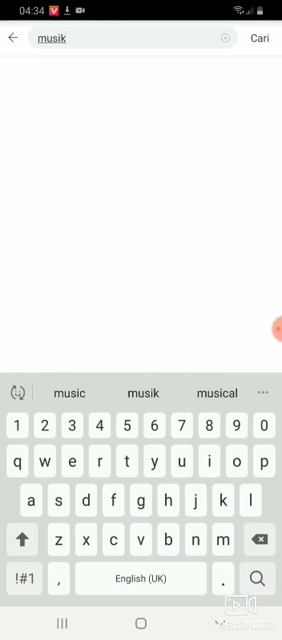 04:34
musik Cari
music musik musical
1 2 3 4 5 6 7 8 9 0
q w e r t y u i o p
a s d f g h j k l
z x c v b n m
!#1 , English (UK) .
RECORDER